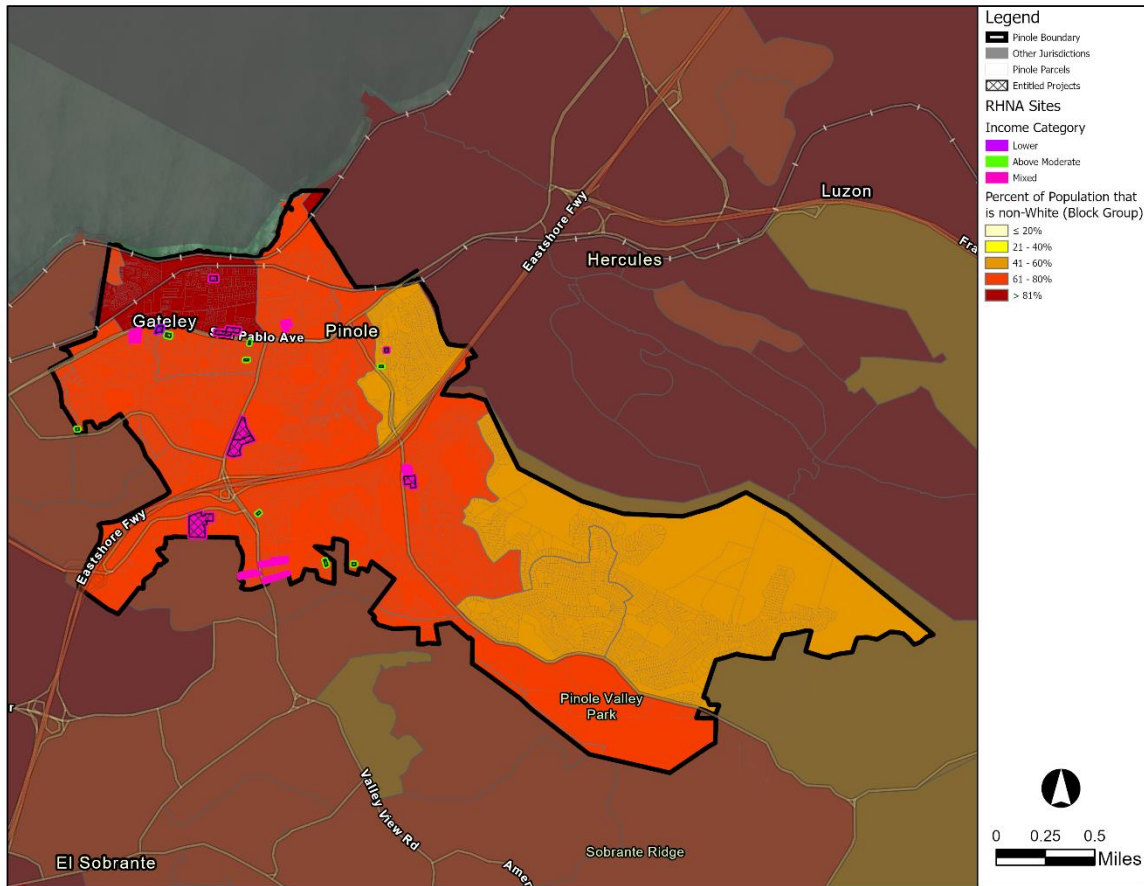 Legend
Pinole Boundary
Other Jurisdictions
Pinole Parcels
Entitled Projects
RHNA Sites
Income Category
Lower
Above Moderate
Mixed
Percent of Population that
is non-White (Block Group)
≤ 20%
21 - 40%
41 - 60%
61 - 80%
> 81%
Luzon
Eastshore Fwy
Hercules
Fra
Gateley
Pablo Ave
Pinole
Eastshore Fwy
Pinole Valley
Park
r
Valley View Rd
Amer
Sobrante Ridge
El Sobrante
0 0.25 0.5
Miles